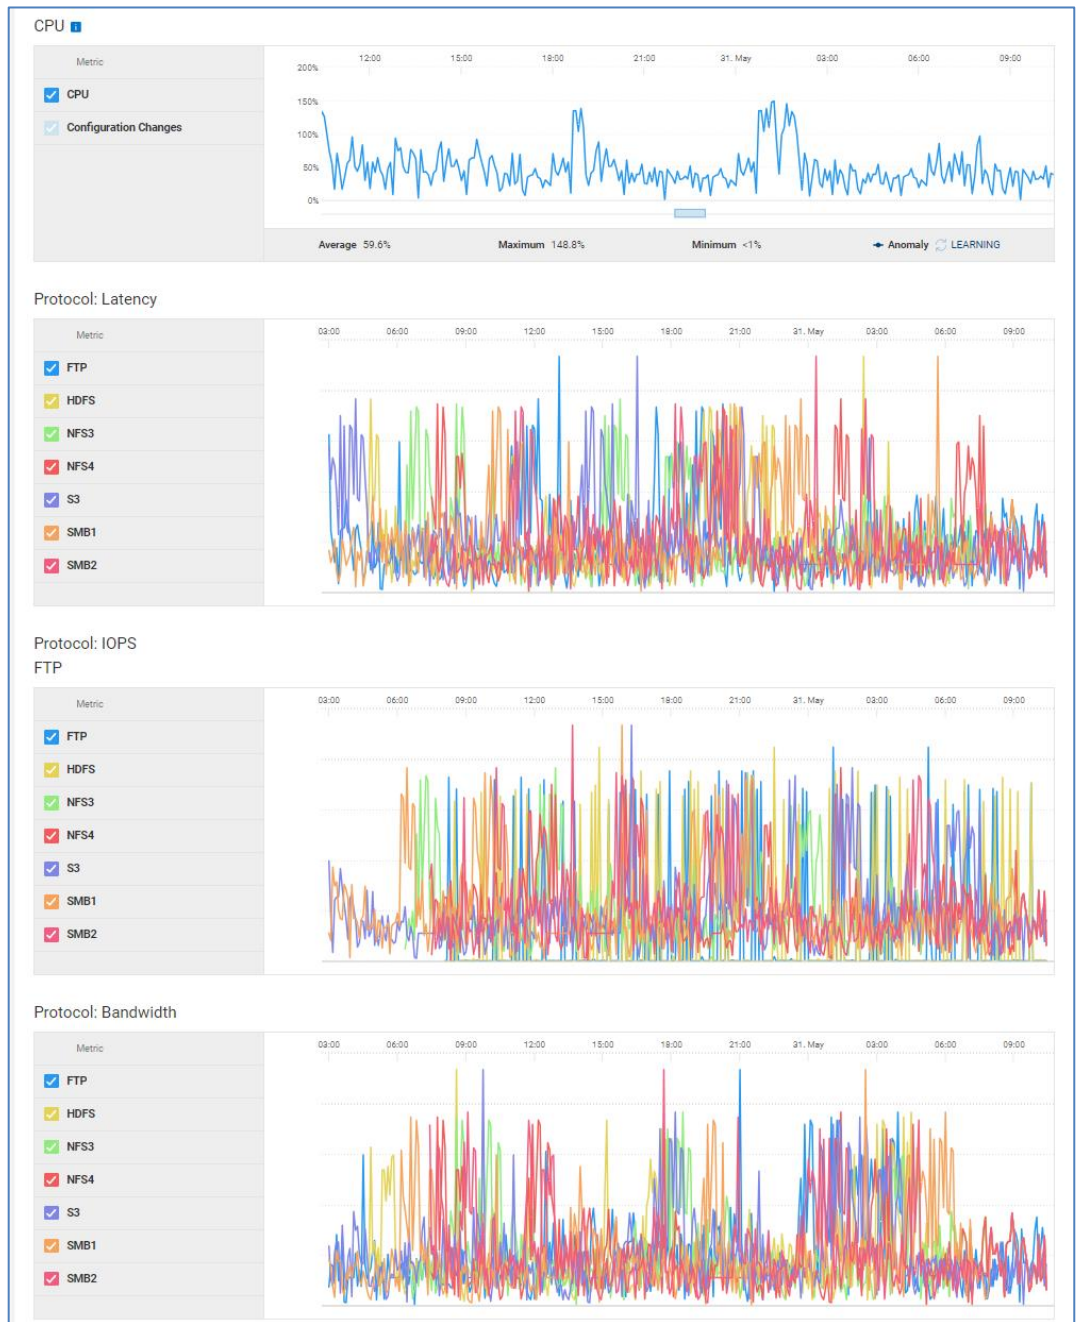 CPU i
Metric
CPU
Configuration Changes
12:00 15:00 18:00 21:00 31. May 03:00 06:00 09:00
200%
150%
100%
50%
0%
Average 59.6% Maximum 148.8% Minimum <1% Anomaly LEARNING
Protocol: Latency
Metric
FTP
HDFS
NFS3
NFS4
S3
SMB1
SMB2
03:00 06:00 09:00 12:00 15:00 18:00 21:00 31. May 03:00 06:00 09:00
Protocol: IOPS
FTP
Metric
FTP
HDFS
NFS3
NFS4
S3
SMB1
SMB2
03:00 06:00 09:00 12:00 15:00 18:00 21:00 31. May 03:00 06:00 09:00
Protocol: Bandwidth
Metric
FTP
HDFS
NFS3
NFS4
S3
SMB1
SMB2
03:00 06:00 09:00 12:00 15:00 18:00 21:00 31. May 03:00 06:00 09:00